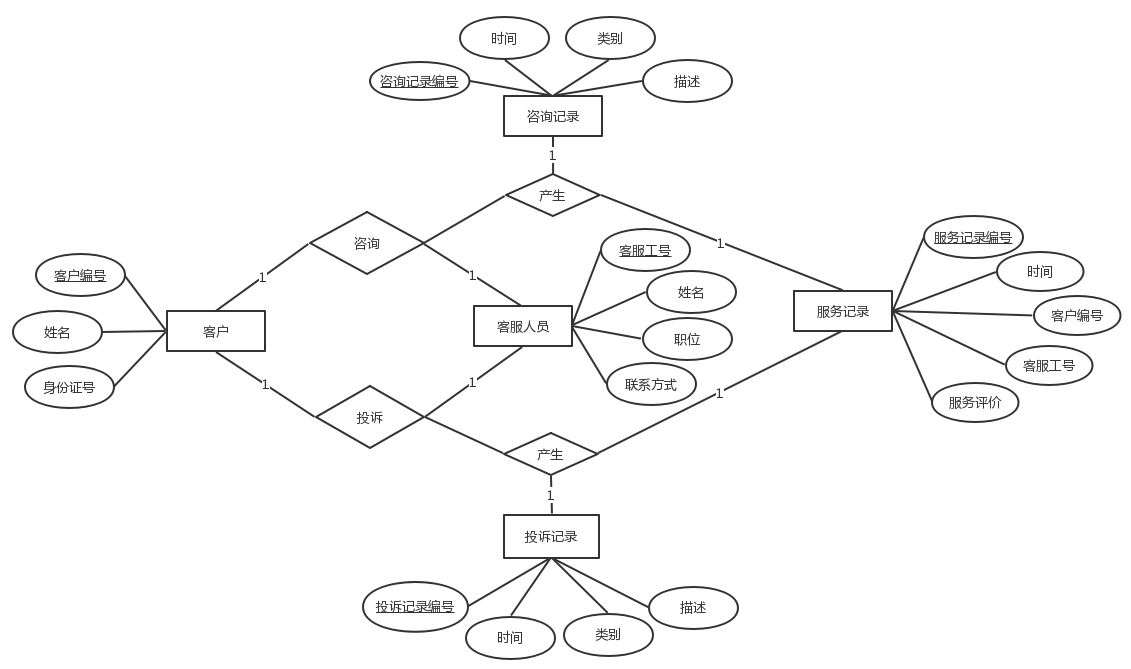 时间
类别
咨询记录编号
描述
咨询记录
1
产生
咨询
1
1
1
客户编号
姓名
身份证号
客户
客服工号
姓名
职位
联系方式
客服人员
服务记录编号
时间
客户编号
客服工号
服务评价
服务记录
1
1
1
投诉
产生
1
投诉记录
投诉记录编号
时间
类别
描述